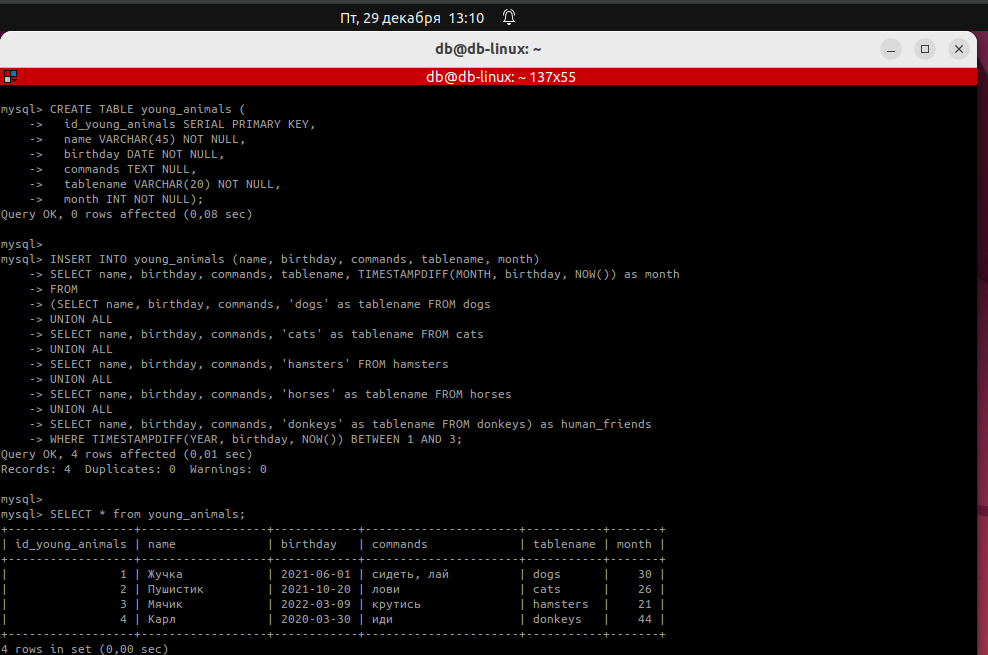 Пт, 29 декабря 13:10
db@db-linux: ~
db@db-linux: ~ 137x55
mysql> CREATE TABLE young_animals (
    ->   id_young_animals SERIAL PRIMARY KEY,
    ->   name VARCHAR(45) NOT NULL,
    ->   birthday DATE NOT NULL,
    ->   commands TEXT NULL,
    ->   tablename VARCHAR(20) NOT NULL,
    ->   month INT NOT NULL);
Query OK, 0 rows affected (0,08 sec)
mysql>
mysql> INSERT INTO young_animals (name, birthday, commands, tablename, month)
    -> SELECT name, birthday, commands, tablename, TIMESTAMPDIFF(MONTH, birthday, NOW()) as month
    -> FROM
    -> (SELECT name, birthday, commands, 'dogs' as tablename FROM dogs
    -> UNION ALL
    -> SELECT name, birthday, commands, 'cats' as tablename FROM cats
    -> UNION ALL
    -> SELECT name, birthday, commands, 'hamsters' FROM hamsters
    -> UNION ALL
    -> SELECT name, birthday, commands, 'horses' as tablename FROM horses
    -> UNION ALL
    -> SELECT name, birthday, commands, 'donkeys' as tablename FROM donkeys) as human_friends
    -> WHERE TIMESTAMPDIFF(YEAR, birthday, NOW()) BETWEEN 1 AND 3;
Query OK, 4 rows affected (0,01 sec)
Records: 4  Duplicates: 0  Warnings: 0
mysql>
mysql> SELECT * from young_animals;
+------------------+------------------+------------+----------------------+-----------+-------+
| id_young_animals | name             | birthday   | commands             | tablename | month |
+------------------+------------------+------------+----------------------+-----------+-------+
|                1 | Жучка            | 2021-06-01 | сидеть, лай          | dogs      |    30 |
|                2 | Пушистик         | 2021-10-20 | лови                 | cats      |    26 |
|                3 | Мячик            | 2022-03-09 | крутись              | hamsters  |    21 |
|                4 | Карл             | 2020-03-30 | иди                  | donkeys   |    44 |
+------------------+------------------+------------+----------------------+-----------+-------+
4 rows in set (0,00 sec)